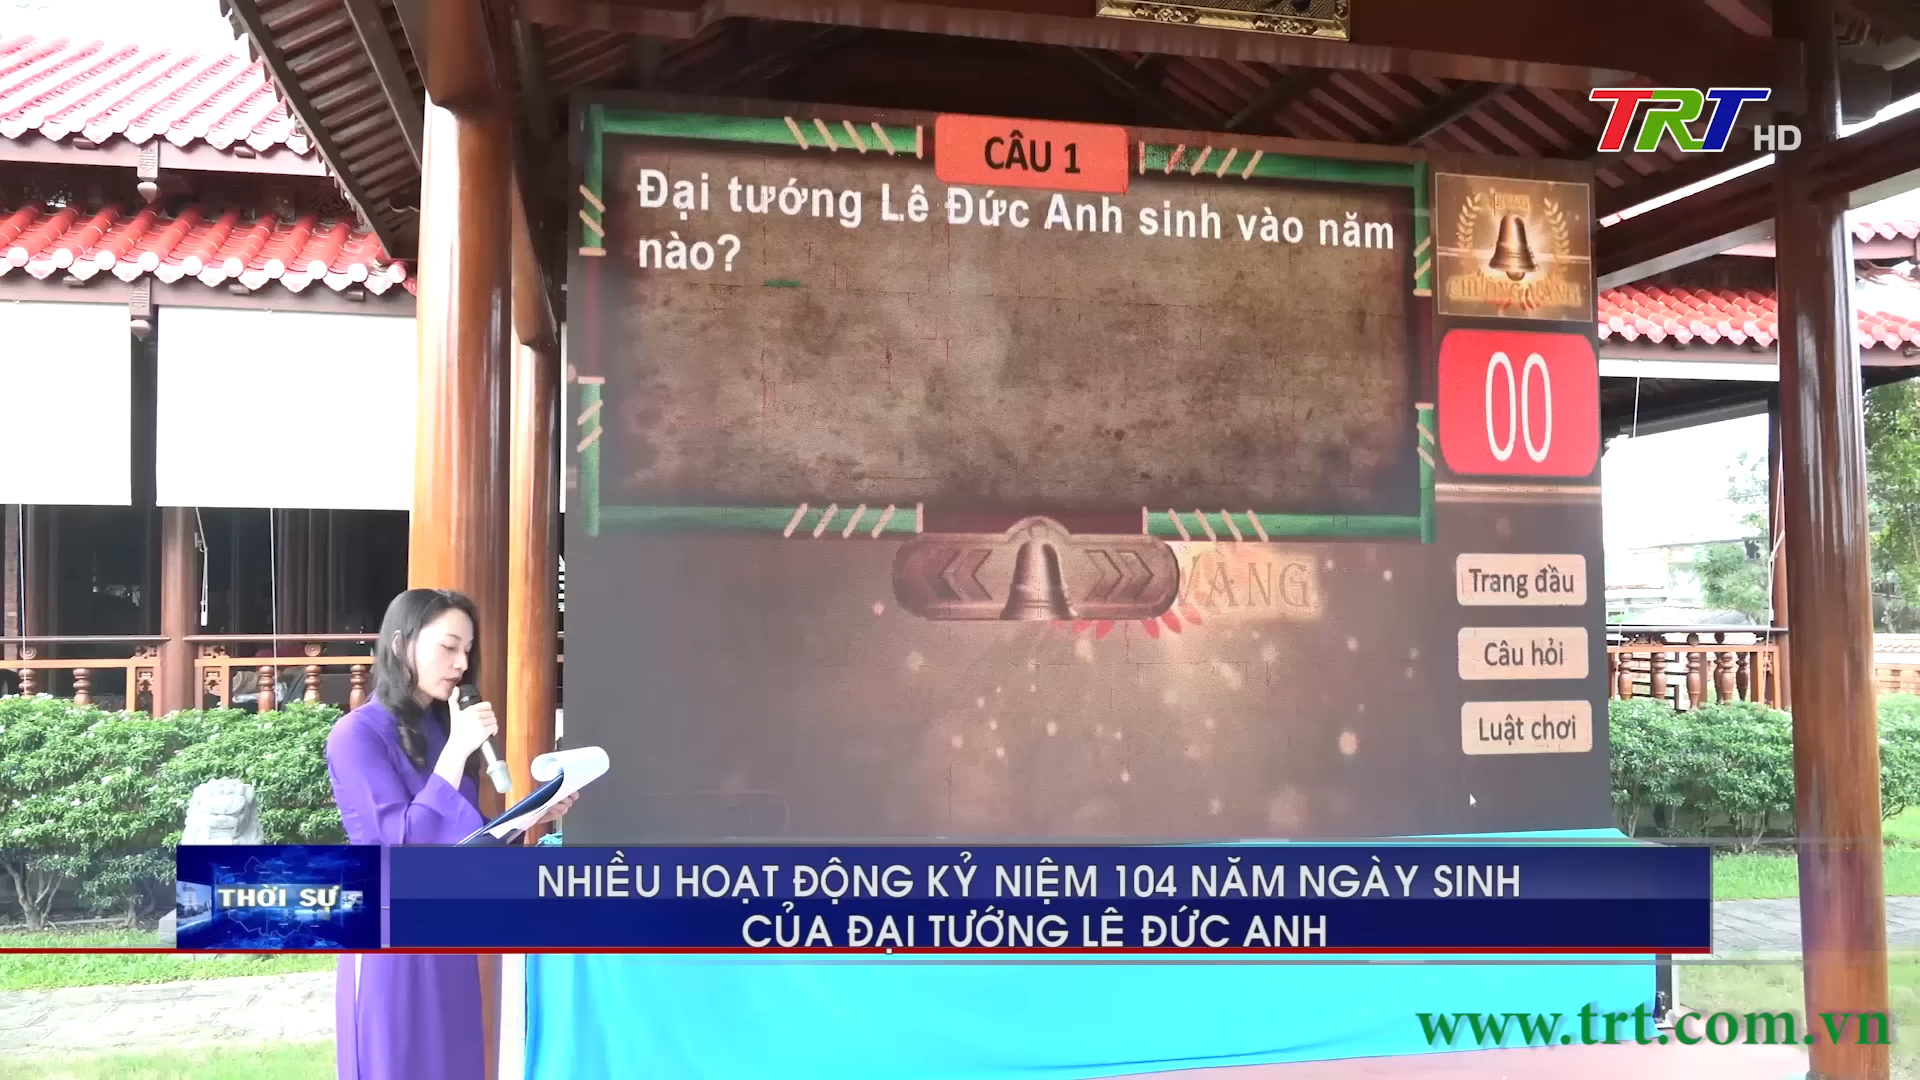 TRT HD
CÂU 1
Đại tướng Lê Đức Anh sinh vào năm
nào?
CHUÔNG VÀNG
00
VÀNG
Trang đầu
Câu hỏi
Luật chơi
THỜI SỰ
NHIỀU HOẠT ĐỘNG KỶ NIỆM 104 NĂM NGÀY SINH
CỦA ĐẠI TƯỚNG LÊ ĐỨC ANH
www.trt.com.vn